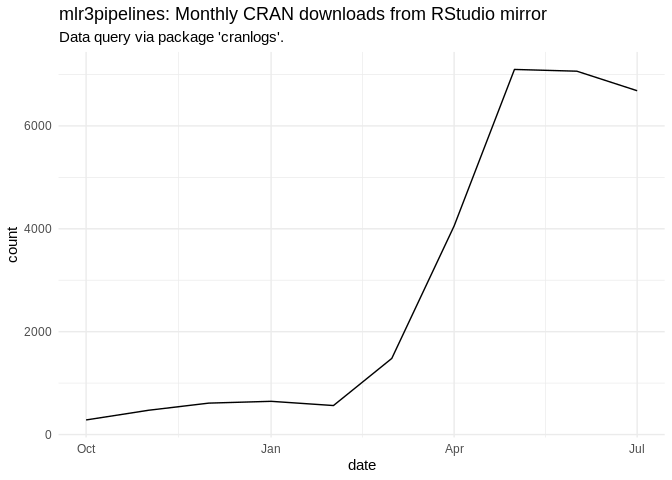 mlr3pipelines: Monthly CRAN downloads from RStudio mirror
Data query via package 'cranlogs'.
6000
4000
2000
0
count
Oct Jan Apr Jul
date